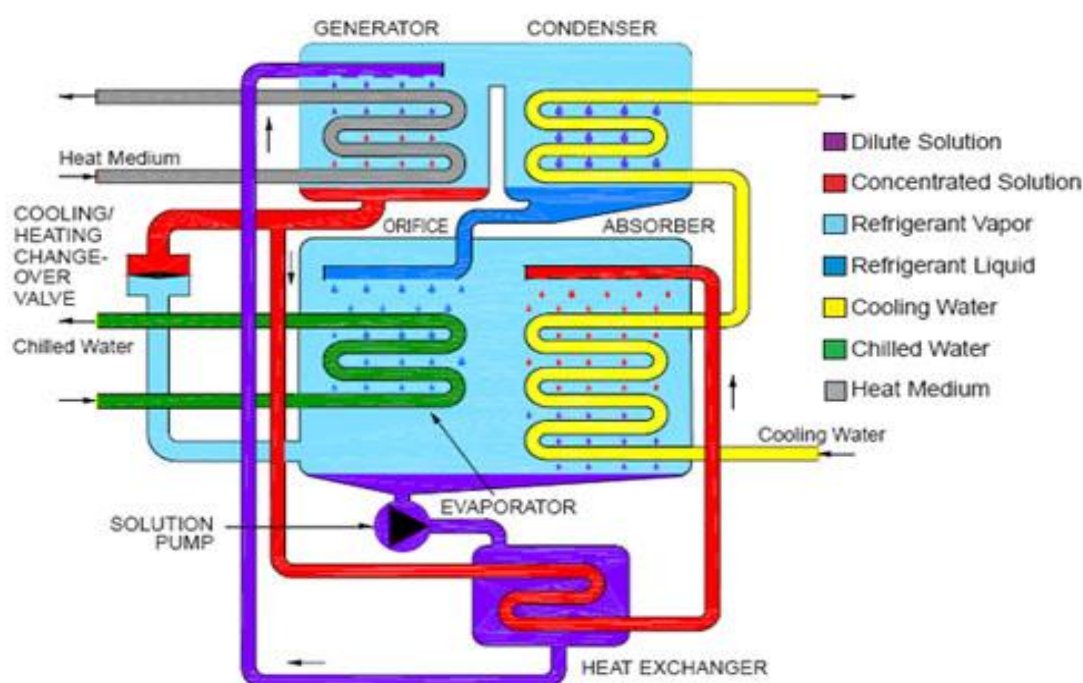 GENERATOR
CONDENSER
Heat Medium
COOLING/
HEATING
CHANGE-
OVER
VALVE
ORIFICE
ABSORBER
Chilled Water
Cooling Water
EVAPORATOR
SOLUTION
PUMP
HEAT EXCHANGER
Dilute Solution
Concentrated Solution
Refrigerant Vapor
Refrigerant Liquid
Cooling Water
Chilled Water
Heat Medium